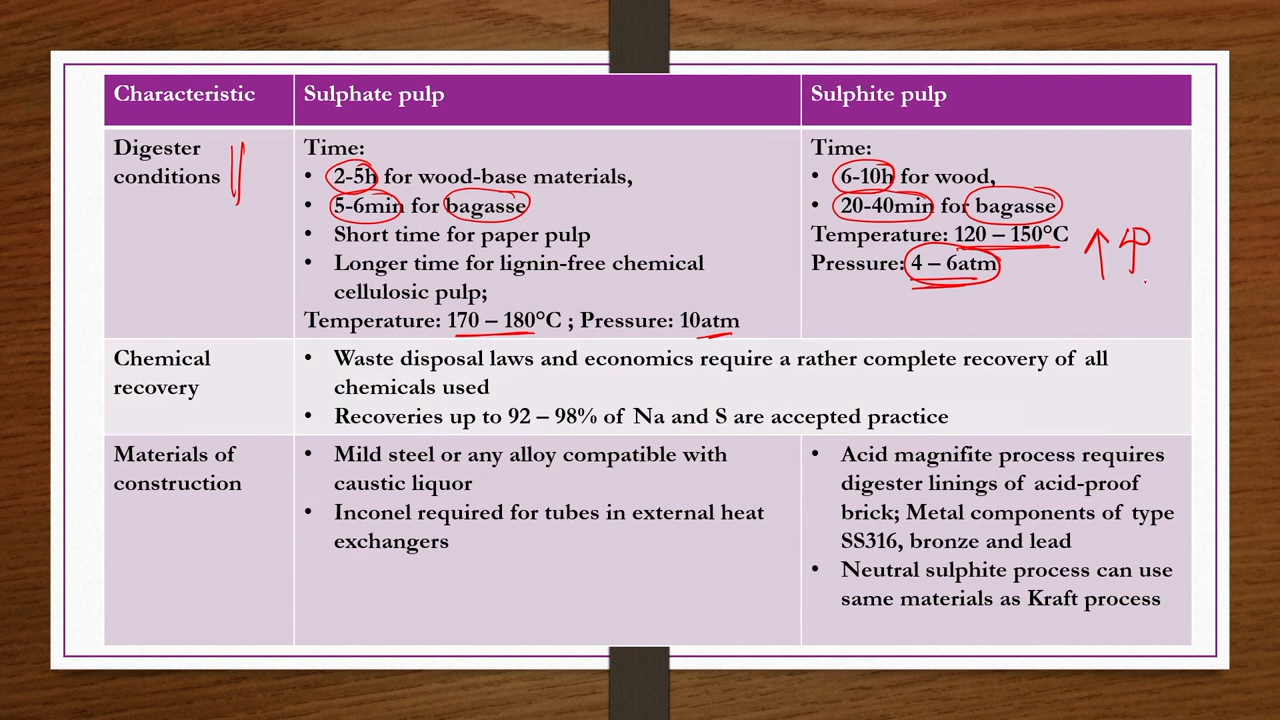 Characteristic
Sulphate pulp
Sulphite pulp
Digester
conditions
Time:
• 2-5h for wood-base materials,
• 5-6min for bagasse
• Short time for paper pulp
• Longer time for lignin-free chemical
cellulosic pulp;
Temperature: 170 – 180°C ; Pressure: 10atm
Time:
• 6-10h for wood,
• 20-40min for bagasse
Temperature: 120 – 150°C
Pressure: 4 – 6atm
Chemical
recovery
• Waste disposal laws and economics require a rather complete recovery of all
chemicals used
• Recoveries up to 92 – 98% of Na and S are accepted practice
Materials of
construction
• Mild steel or any alloy compatible with
caustic liquor
• Inconel required for tubes in external heat
exchangers
• Acid magnifite process requires
digester linings of acid-proof
brick; Metal components of type
SS316, bronze and lead
• Neutral sulphite process can use
same materials as Kraft process